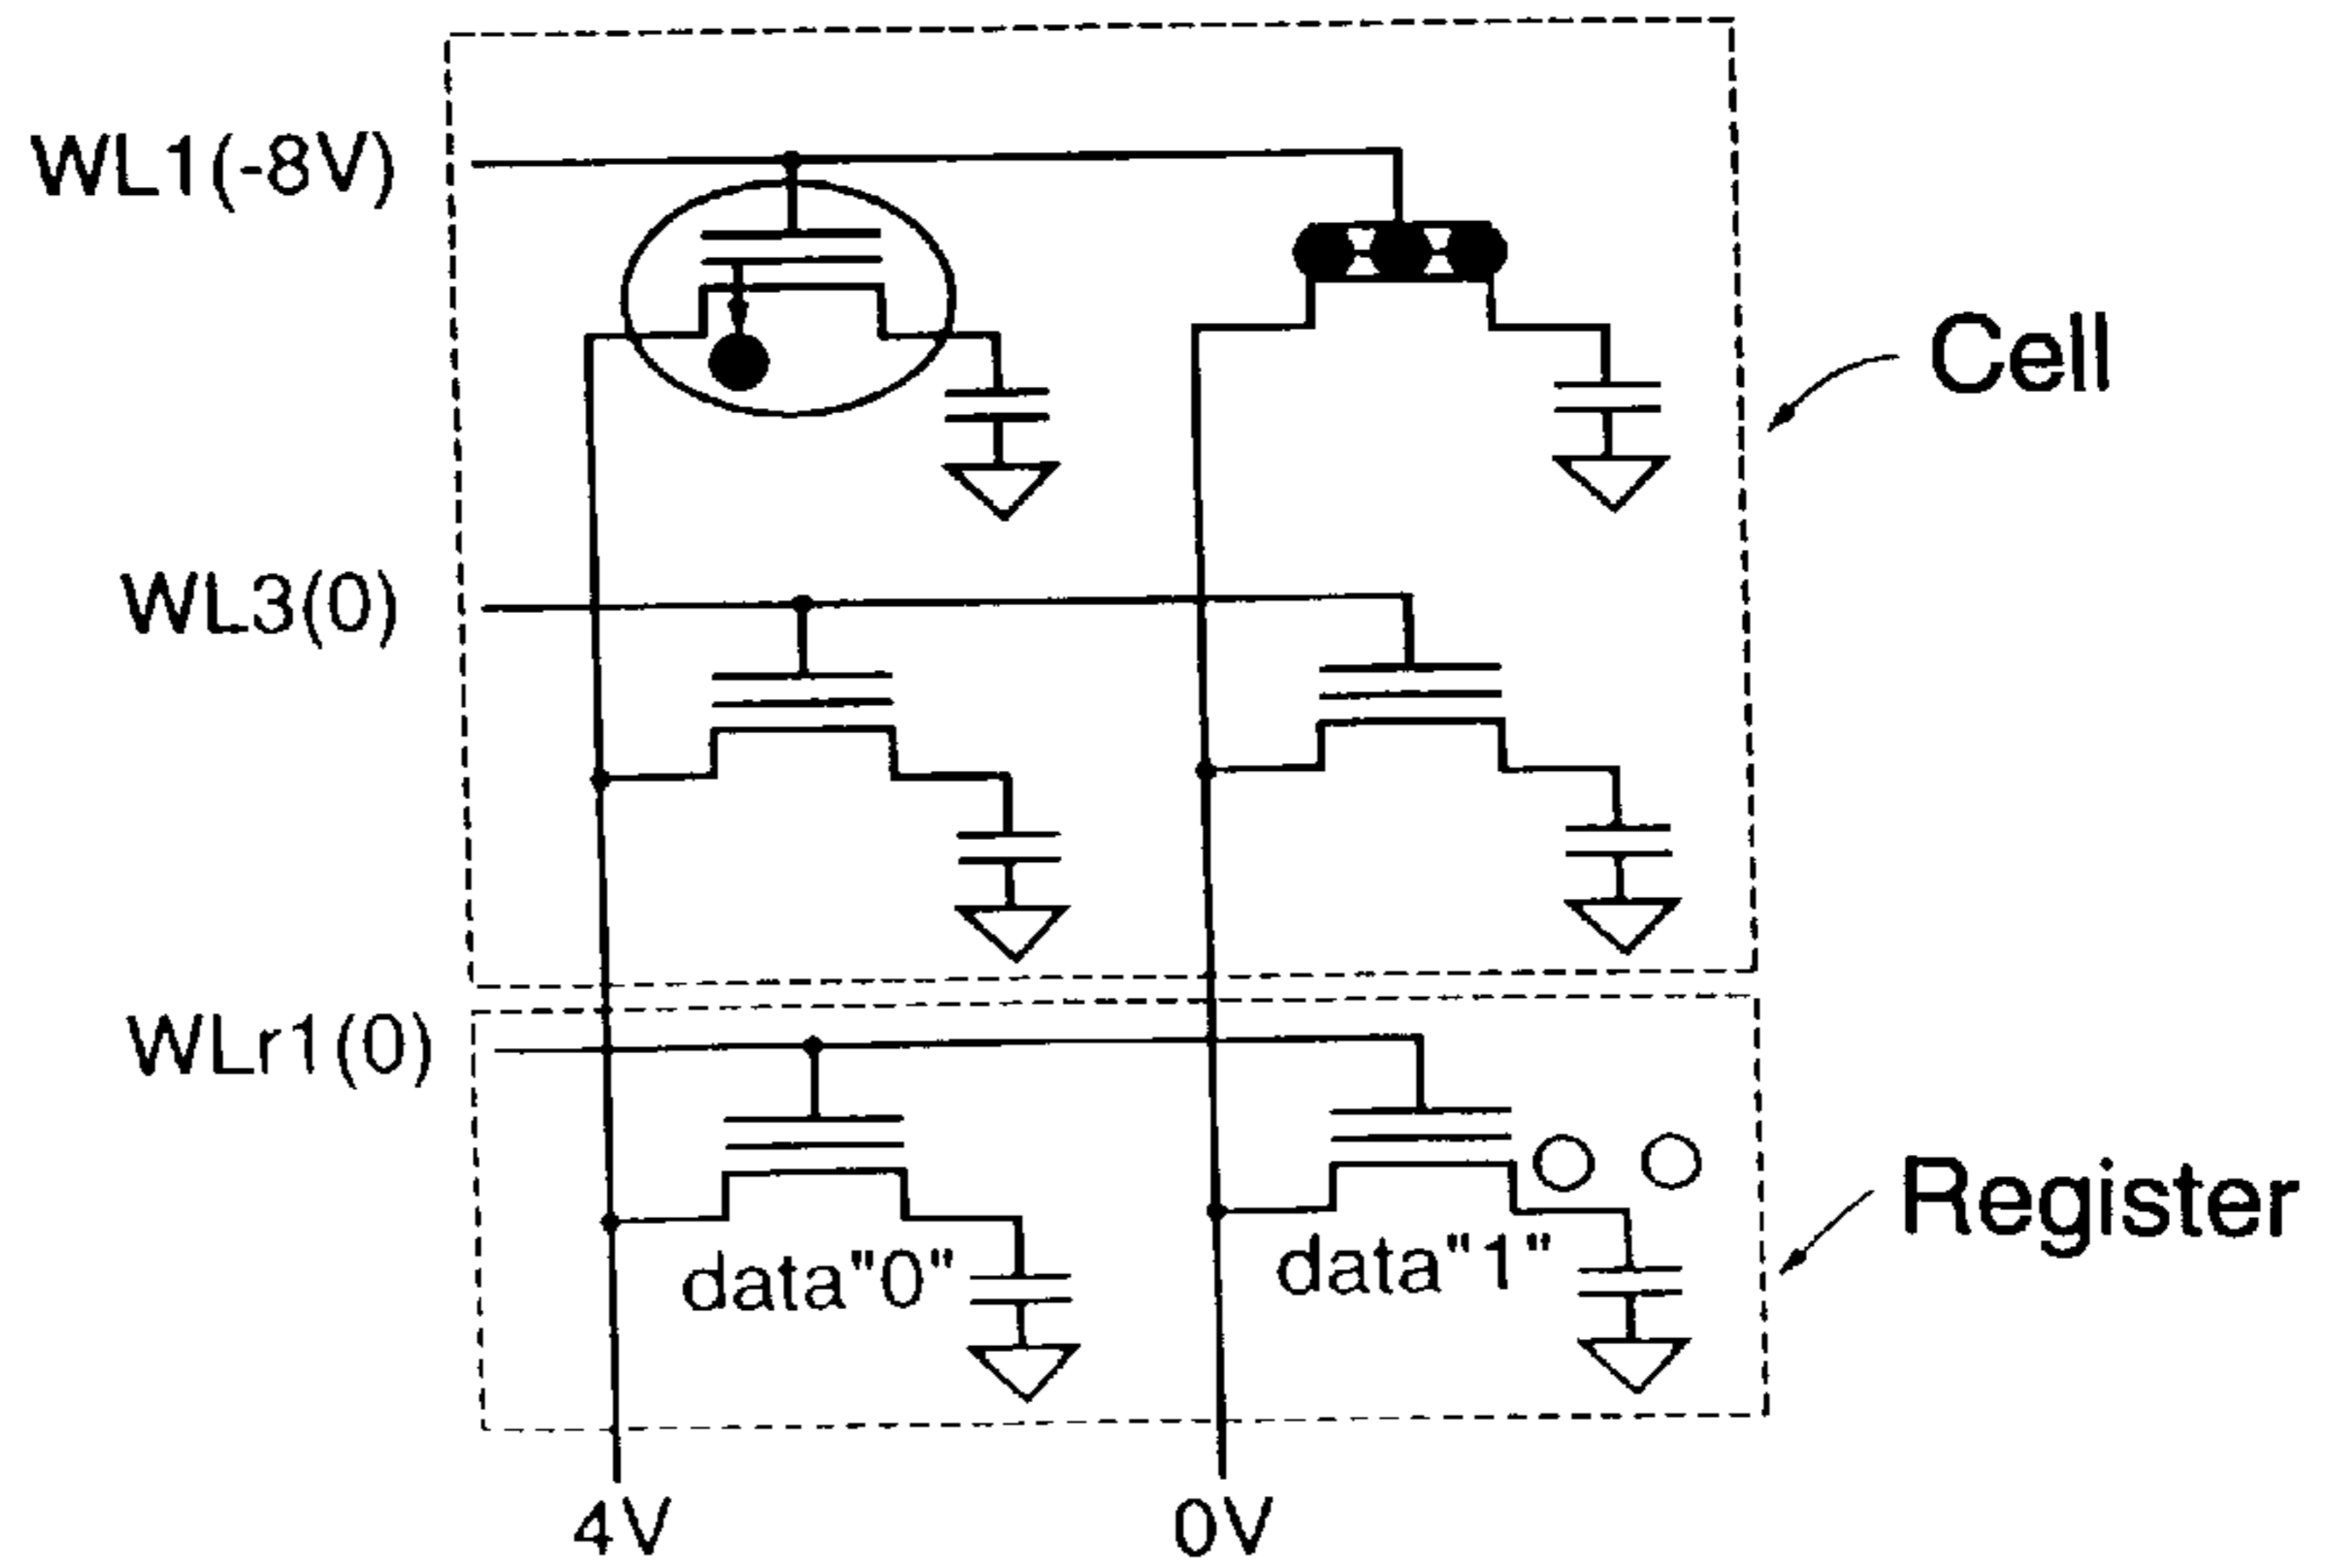 WL1(-8V)
Cell
WL3(0)
WLr1(0)
Register
data"0"
data"1"
4V
0V